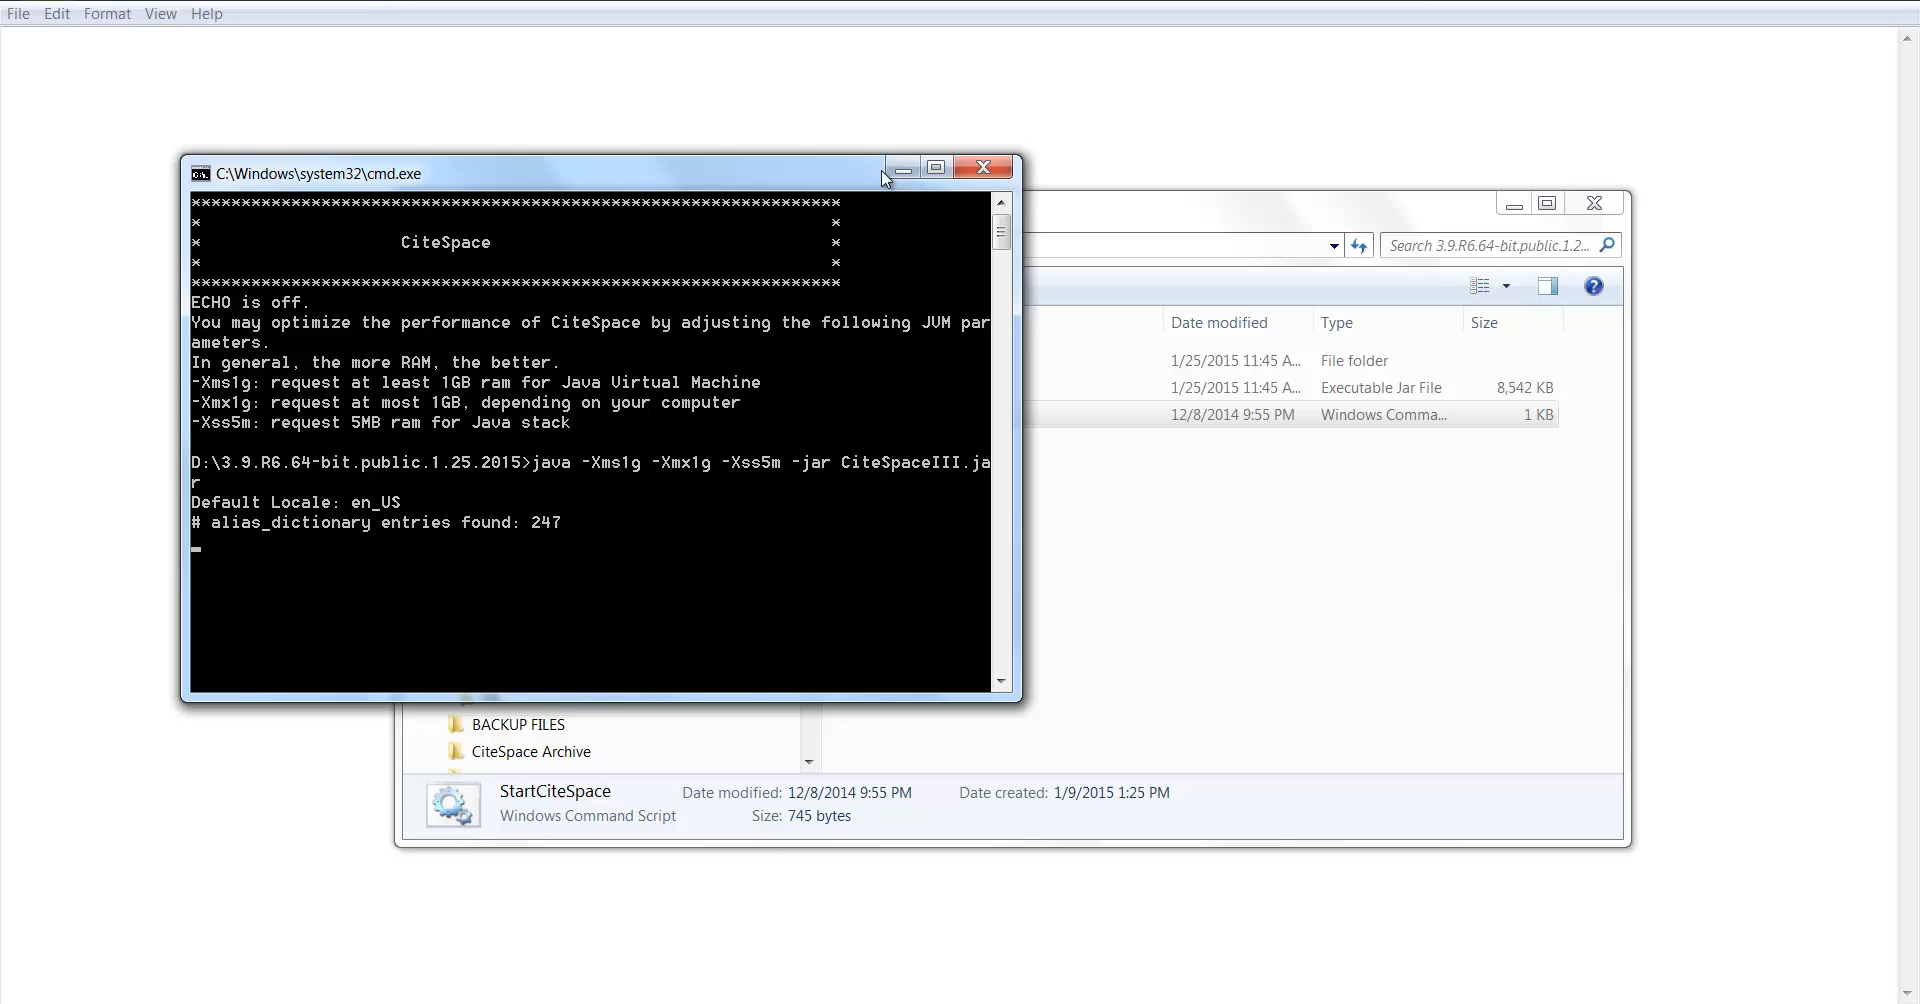 File Edit Format View Help
C:\Windows\system32\cmd.exe
*****************************************************************
* *
* CiteSpace *
* *
*****************************************************************
ECHO is off.
You may optimize the performance of CiteSpace by adjusting the following JVM par
ameters.
In general, the more RAM, the better.
-Xms1g: request at least 1GB ram for Java Virtual Machine
-Xmx1g: request at most 1GB, depending on your computer
-Xss5m: request 5MB ram for Java stack
D:\3.9.R6.64-bit.public.1.25.2015>java -Xms1g -Xmx1g -Xss5m -jar CiteSpaceIII.ja
r
Default Locale: en_US
# alias_dictionary entries found: 247
Search 3.9.R6.64-bit.public.1.2...
Date modified Type Size
1/25/2015 11:45 A... File folder
1/25/2015 11:45 A... Executable Jar File 8,542 KB
12/8/2014 9:55 PM Windows Comma... 1 KB
BACKUP FILES
CiteSpace Archive
StartCiteSpace Date modified: 12/8/2014 9:55 PM Date created: 1/9/2015 1:25 PM
Windows Command Script Size: 745 bytes